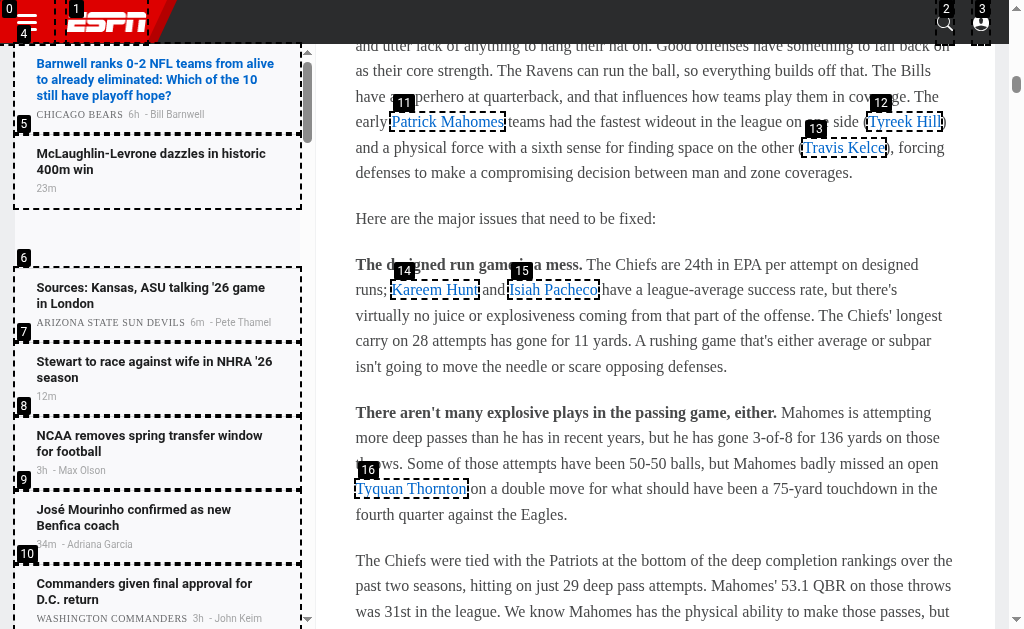 0
1
ESPN
2
3
4
Barnwell ranks 0-2 NFL teams from alive
to already eliminated: Which of the 10
still have playoff hope?
CHICAGO BEARS 6h - Bill Barnwell
5
McLaughlin-Levrone dazzles in historic
400m win
23m
6
Sources: Kansas, ASU talking '26 game
in London
ARIZONA STATE SUN DEVILS 6m - Pete Thamel
7
Stewart to race against wife in NHRA '26
season
12m
8
NCAA removes spring transfer window
for football
3h - Max Olson
9
José Mourinho confirmed as new
Benfica coach
34m - Adriana Garcia
10
Commanders given final approval for
D.C. return
WASHINGTON COMMANDERS 3h - John Keim
and utter lack of anything to hang their hat on. Good offenses have something to fall back on
as their core strength. The Ravens can run the ball, so everything builds off that. The Bills
11
12
have a perhero at quarterback, and that influences how teams play them in cov ge. The
early Patrick Mahomes teams had the fastest wideout in the league on one side (Tyreek Hill)
13
and a physical force with a sixth sense for finding space on the other (Travis Kelce), forcing
defenses to make a compromising decision between man and zone coverages.
Here are the major issues that need to be fixed:
The designed run game is a mess. The Chiefs are 24th in EPA per attempt on designed
14
15
runs; Kareem Hunt and Isiah Pacheco have a league-average success rate, but there's
virtually no juice or explosiveness coming from that part of the offense. The Chiefs' longest
carry on 28 attempts has gone for 11 yards. A rushing game that's either average or subpar
isn't going to move the needle or scare opposing defenses.
There aren't many explosive plays in the passing game, either. Mahomes is attempting
more deep passes than he has in recent years, but he has gone 3-of-8 for 136 yards on those
throws. Some of those attempts have been 50-50 balls, but Mahomes badly missed an open
16
Tyquan Thornton on a double move for what should have been a 75-yard touchdown in the
fourth quarter against the Eagles.
The Chiefs were tied with the Patriots at the bottom of the deep completion rankings over the
past two seasons, hitting on just 29 deep pass attempts. Mahomes' 53.1 QBR on those throws
was 31st in the league. We know Mahomes has the physical ability to make those passes, but